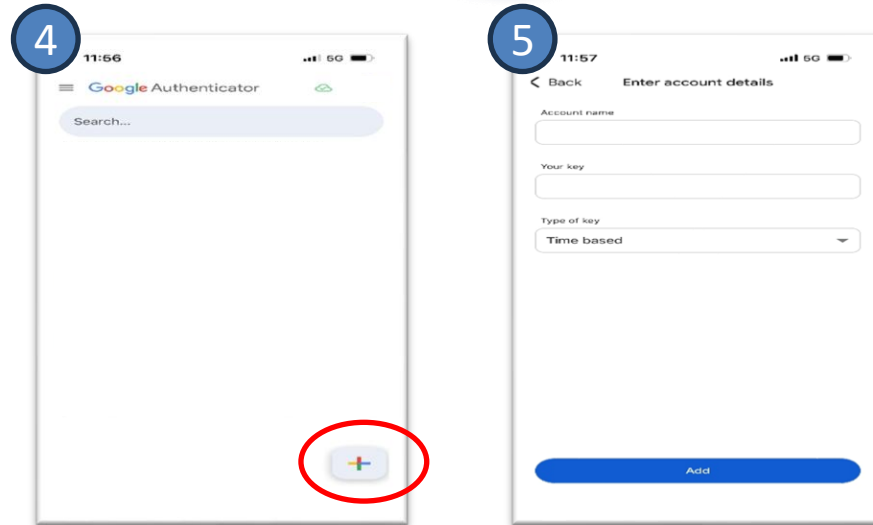 4
11:56
5G
Google Authenticator
Search...
5
11:57
5G
Back Enter account details
Account name
Your key
Type of key
Time based
Add